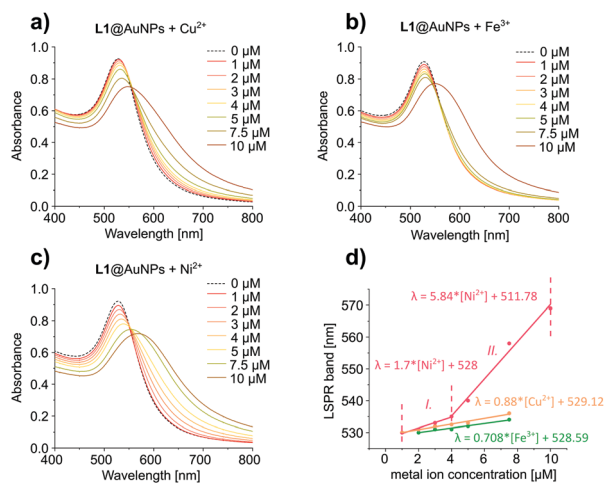 a)
L1@AuNPs + Cu²⁺
Absorbance
1.0
0.8
0.6
0.4
0.2
0.0
400 500 600 700 800
Wavelength [nm]
0 µM
1 µM
2 µM
3 µM
4 µM
5 µM
7.5 µM
10 µM
b)
L1@AuNPs + Fe³⁺
Absorbance
1.0
0.8
0.6
0.4
0.2
0.0
400 500 600 700 800
Wavelength [nm]
0 µM
1 µM
2 µM
3 µM
4 µM
5 µM
7.5 µM
10 µM
c)
L1@AuNPs + Ni²⁺
Absorbance
1.0
0.8
0.6
0.4
0.2
0.0
400 500 600 700 800
Wavelength [nm]
0 µM
1 µM
2 µM
3 µM
4 µM
5 µM
7.5 µM
10 µM
d)
LSPR band (nm)
570
560
550
540
530
0 2 4 6 8 10
metal ion concentration [µM]
λ = 5.84*[Ni²⁺] + 511.78
II.
λ = 1.7*[Ni²⁺] + 528
I.
λ = 0.88*[Cu²⁺] + 529.12
λ = 0.708*[Fe³⁺] + 528.59